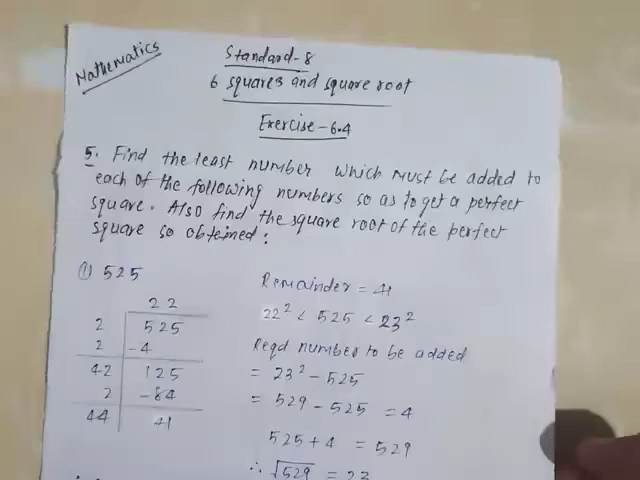 Mathematics
Standard-8
6 squares and square root
Exercise-6.4
5. Find the least number which must be added to
each of the following numbers so as to get a perfect
square. Also find the square root of the perfect
square so obtained:
① 525
2 2
2 525
2 -4
42 125
2 -84
44 41
Remainder = 41
22² < 525 < 23²
Reqd number to be added
= 23² - 525
= 529 - 525 = 4
525 + 4 = 529
∴ √529 = 23